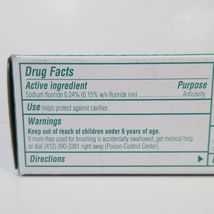 Drug Facts
Active ingredient Purpose
Sodium fluoride 0.24% (0.15% w/v fluoride ion) Anticavity
Use helps protect against cavities
Warnings
Keep out of reach of children under 6 years of age.
If more than used for brushing is accidentally swallowed, get medical help
or dial (412) 390-3381 right away (Poison Control Center).
Directions